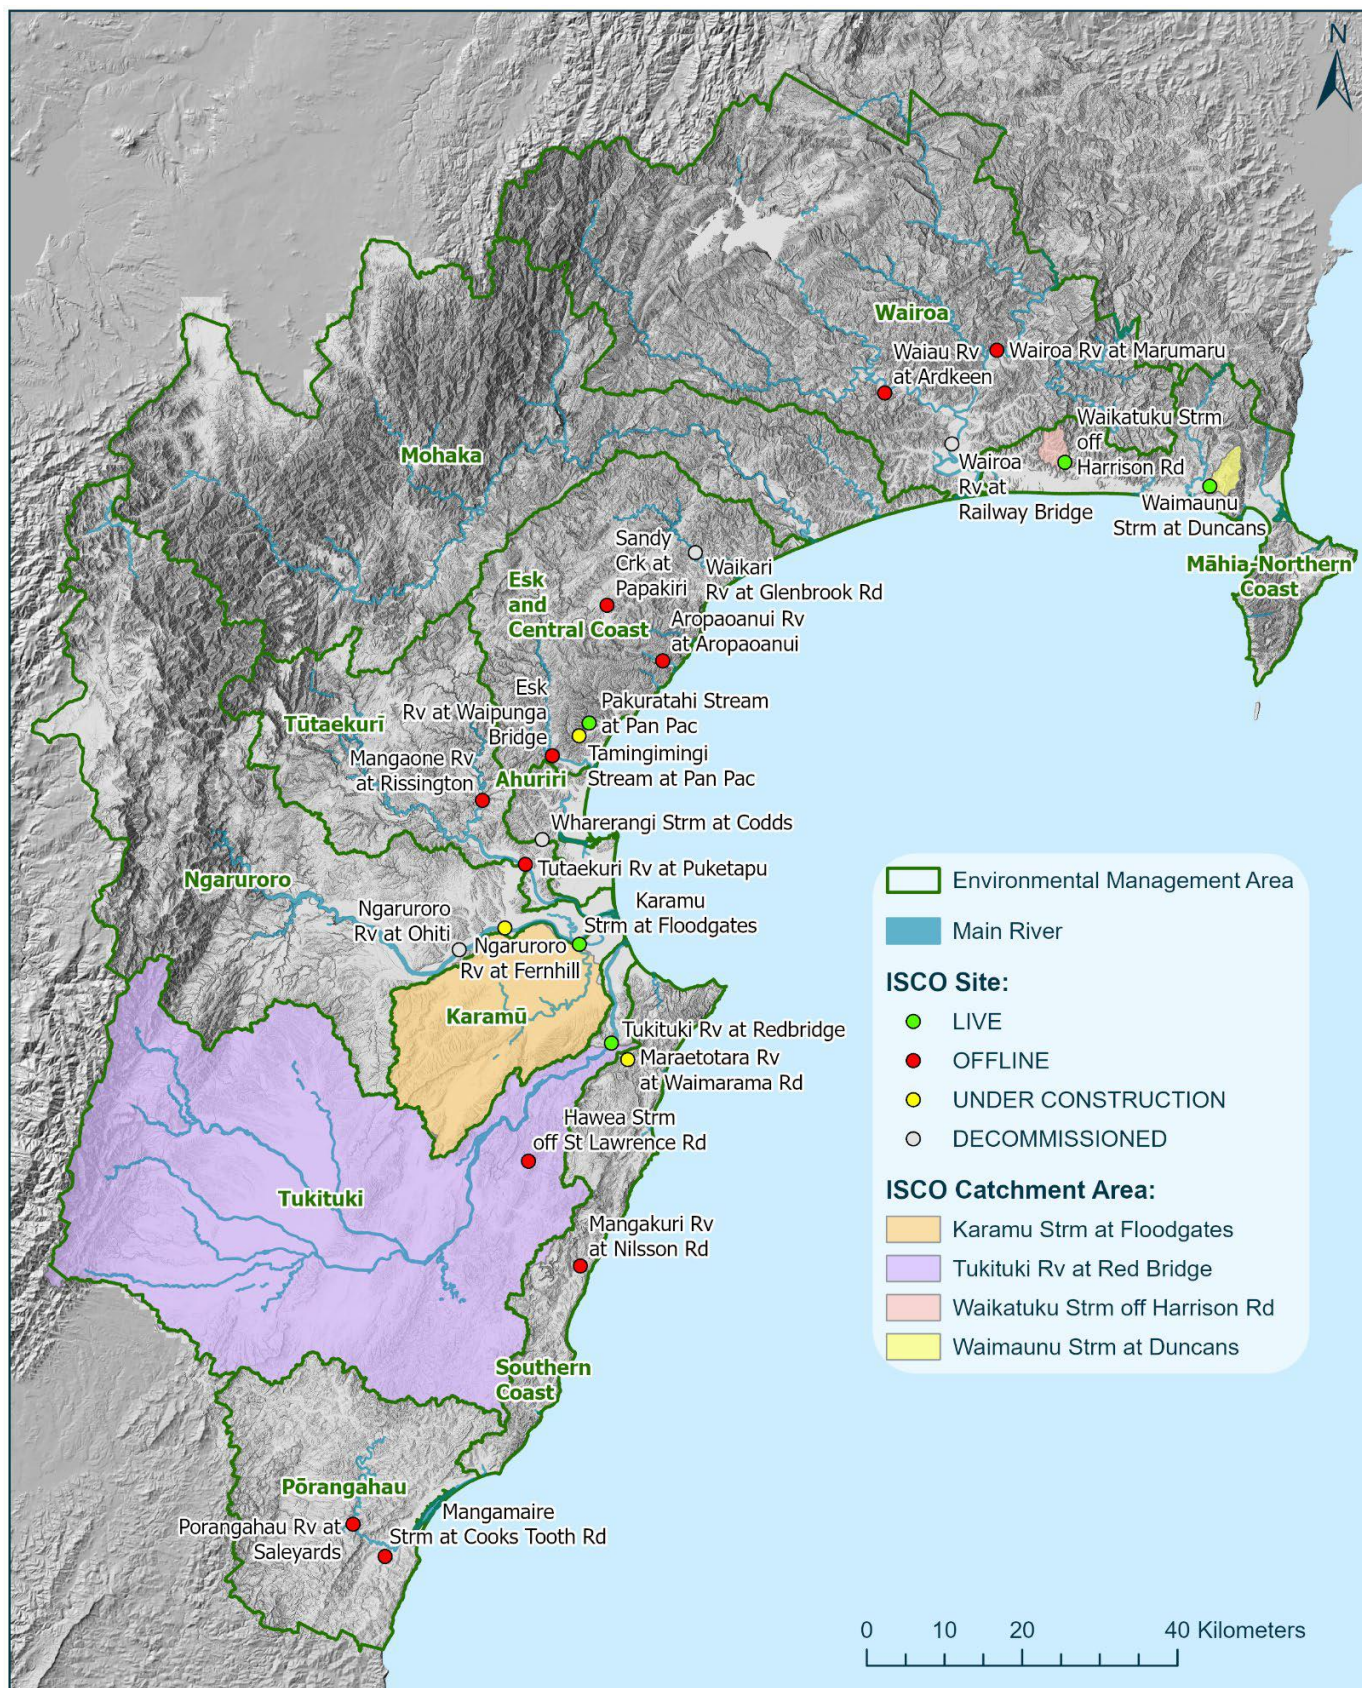 N
Wairoa
Waiau Rv
at Ardkeen
Wairoa Rv at Marumaru
Waikatuku Strm
off
Harrison Rd
Mohaka
Wairoa
Rv at
Railway Bridge
Waimaunu
Strm at Duncans
Māhia-Northern
Coast
Sandy
Crk at
Papakiri
Waikari
Rv at Glenbrook Rd
Esk
and
Central Coast
Aropaoanui Rv
at Aropaoanui
Esk
Rv at Waipunga
Bridge
Pakuratahi Stream
at Pan Pac
Tūtaekurī
Mangaone Rv
at Rissington
Ahuriri
Tamingimingi
Stream at Pan Pac
Wharerangi Strm at Codds
Tutaekuri Rv at Puketapu
Ngaruroro
Ngaruroro
Rv at Ohiti
Karamu
Strm at Floodgates
Ngaruroro
Rv at Fernhill
Karamū
Tukituki Rv at Redbridge
Maraetotara Rv
at Waimarama Rd
Hawea Strm
off St Lawrence Rd
Tukituki
Mangakuri Rv
at Nilsson Rd
Southern
Coast
Pōrangahau
Porangahau Rv at
Saleyards
Mangamaire
Strm at Cooks Tooth Rd
Environmental Management Area
Main River
ISCO Site:
LIVE
OFFLINE
UNDER CONSTRUCTION
DECOMMISSIONED
ISCO Catchment Area:
Karamu Strm at Floodgates
Tukituki Rv at Red Bridge
Waikatuku Strm off Harrison Rd
Waimaunu Strm at Duncans
0 20 40 Kilometers